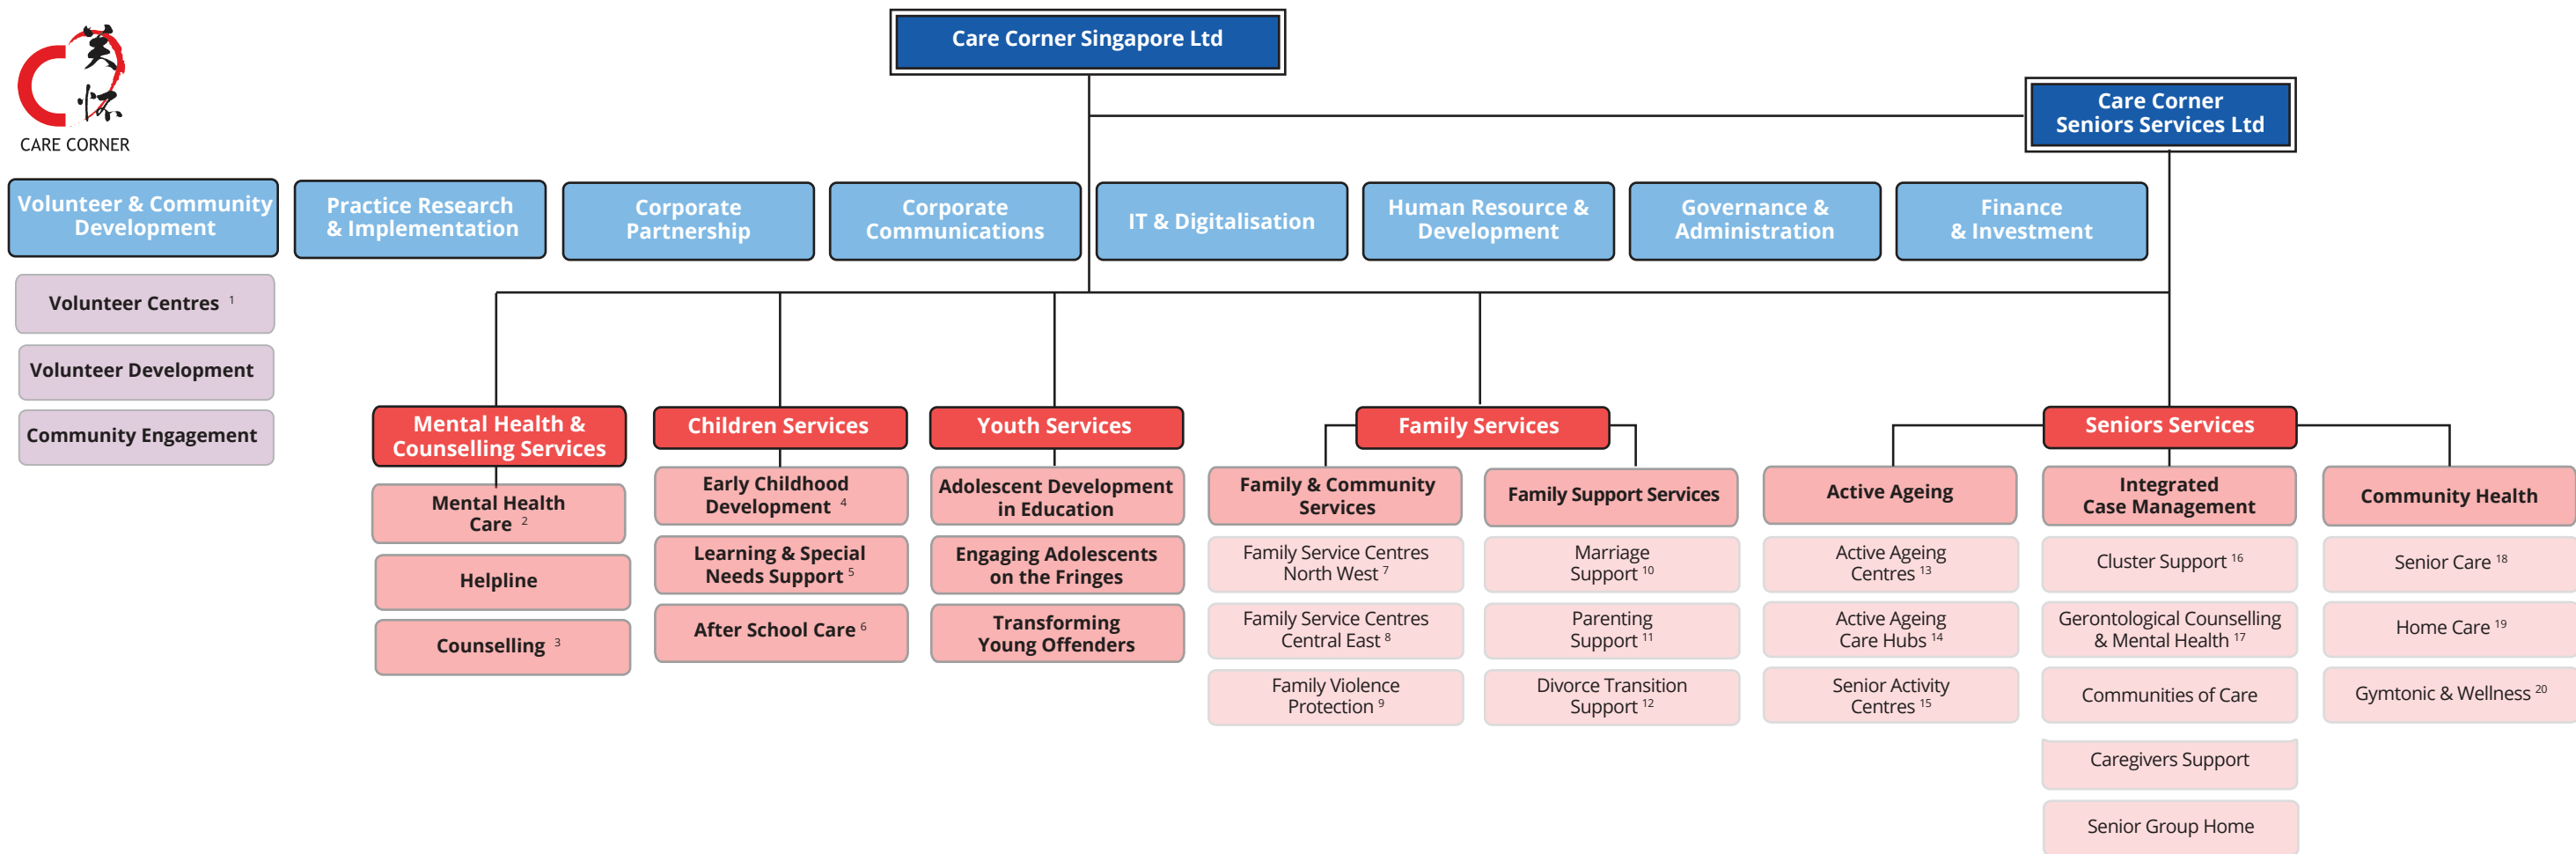 美
怀
CARE CORNER
Care Corner Singapore Ltd
Care Corner
Seniors Services Ltd
Volunteer & Community
Development
Practice Research
& Implementation
Corporate
Partnership
Corporate
Communications
IT & Digitalisation
Human Resource &
Development
Governance &
Administration
Finance
& Investment
Volunteer Centres 1
Volunteer Development
Community Engagement
Mental Health &
Counselling Services
Mental Health
Care 2
Helpline
Counselling 3
Children Services
Early Childhood
Development 4
Learning & Special
Needs Support 5
After School Care 6
Youth Services
Adolescent Development
in Education
Engaging Adolescents
on the Fringes
Transforming
Young Offenders
Family Services
Family & Community
Services
Family Service Centres
North West 7
Family Service Centres
Central East 8
Family Violence
Protection 9
Family Support Services
Marriage
Support 10
Parenting
Support 11
Divorce Transition
Support 12
Seniors Services
Active Ageing
Active Ageing
Centres 13
Active Ageing
Care Hubs 14
Senior Activity
Centres 15
Integrated
Case Management
Cluster Support 16
Gerontological Counselling
& Mental Health 17
Communities of Care
Caregivers Support
Senior Group Home
Community Health
Senior Care 18
Home Care 19
Gymtonic & Wellness 20